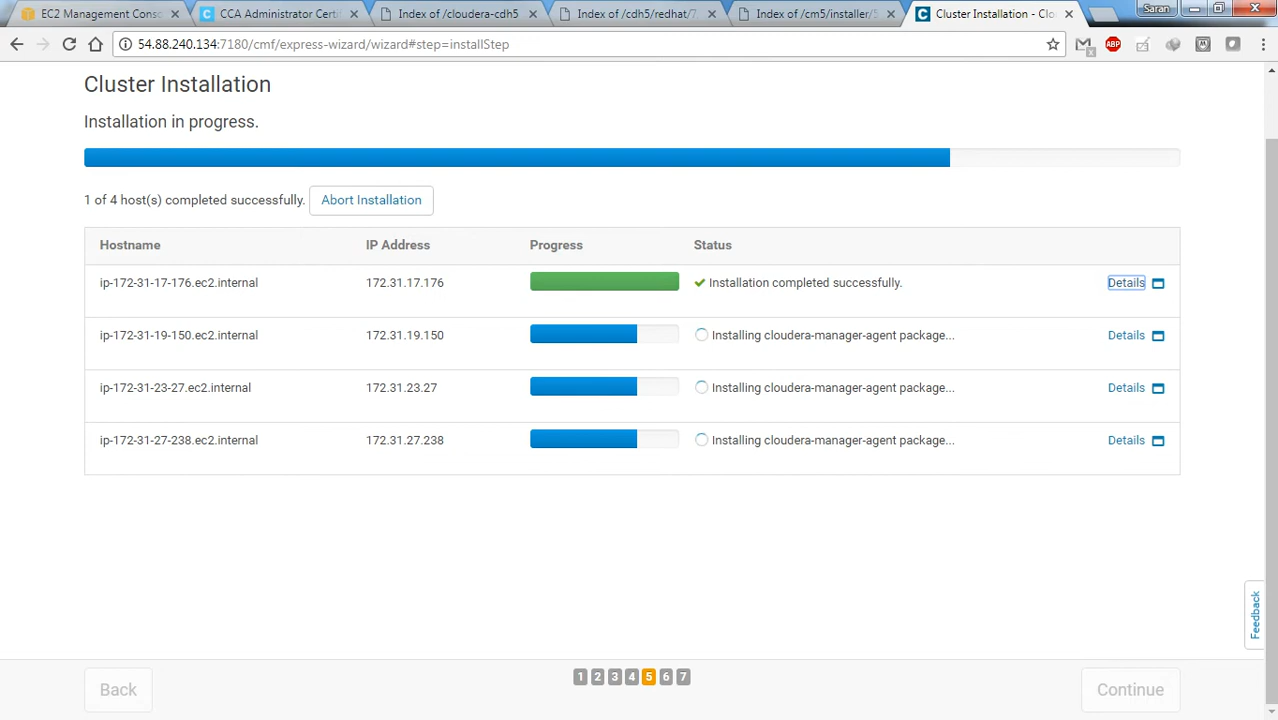 EC2 Management Consc
CCA Administrator Certi
Index of /cloudera-cdh5
Index of /cdh5/redhat/7
Index of /cm5/installer/5
Cluster Installation - Clo
Saran
54.88.240.134:7180/cmf/express-wizard/wizard#step=installStep
ABP
Cluster Installation
Installation in progress.
1 of 4 host(s) completed successfully. Abort Installation
Hostname IP Address Progress Status
ip-172-31-17-176.ec2.internal 172.31.17.176 Installation completed successfully. Details
ip-172-31-19-150.ec2.internal 172.31.19.150 Installing cloudera-manager-agent package... Details
ip-172-31-23-27.ec2.internal 172.31.23.27 Installing cloudera-manager-agent package... Details
ip-172-31-27-238.ec2.internal 172.31.27.238 Installing cloudera-manager-agent package... Details
Feedback
Back 1 2 3 4 5 6 7 Continue